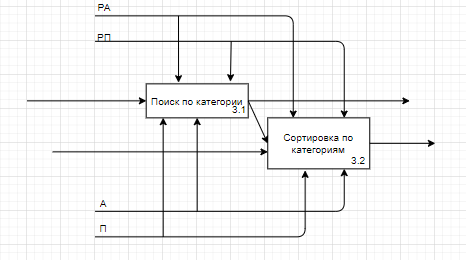 РА
РП
Поиск по категории
3.1
Сортировка по
категориям
3.2
А
П